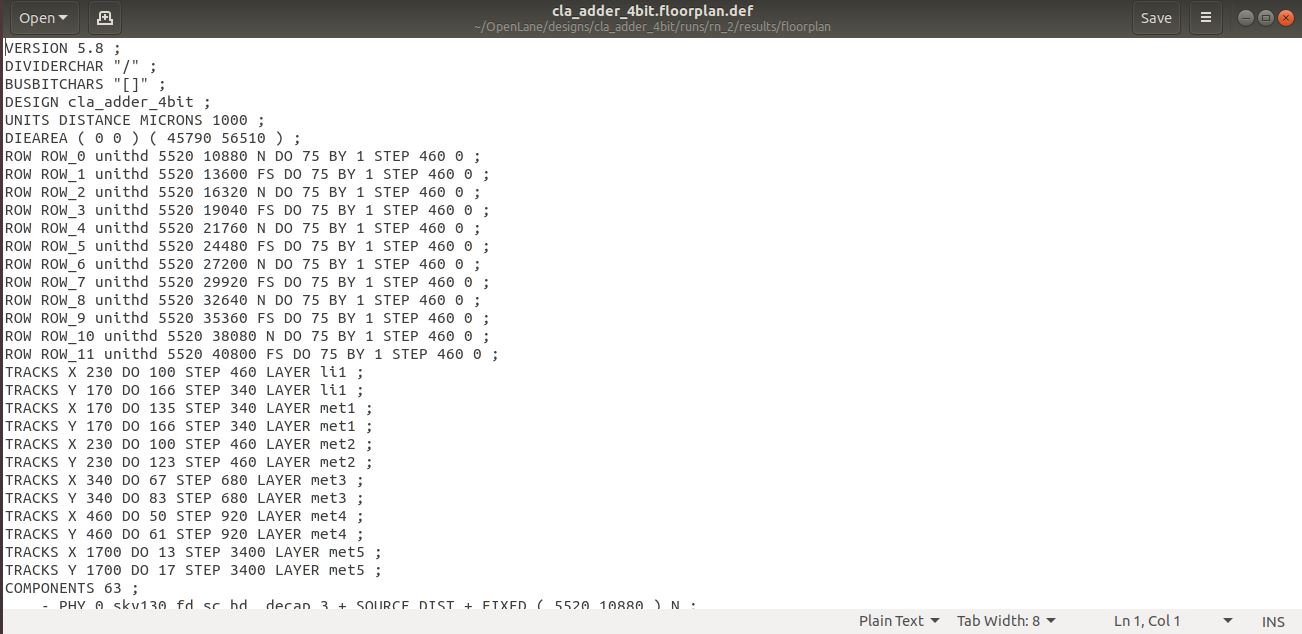 Open
cla_adder_4bit.floorplan.def
~/OpenLane/designs/cla_adder_4bit/runs/rn_2/results/floorplan
Save
VERSION 5.8 ;
DIVIDERCHAR "/" ;
BUSBITCHARS "[]" ;
DESIGN cla_adder_4bit ;
UNITS DISTANCE MICRONS 1000 ;
DIEAREA ( 0 0 ) ( 45790 56510 ) ;
ROW ROW_0 unithd 5520 10880 N DO 75 BY 1 STEP 460 0 ;
ROW ROW_1 unithd 5520 13600 FS DO 75 BY 1 STEP 460 0 ;
ROW ROW_2 unithd 5520 16320 N DO 75 BY 1 STEP 460 0 ;
ROW ROW_3 unithd 5520 19040 FS DO 75 BY 1 STEP 460 0 ;
ROW ROW_4 unithd 5520 21760 N DO 75 BY 1 STEP 460 0 ;
ROW ROW_5 unithd 5520 24480 FS DO 75 BY 1 STEP 460 0 ;
ROW ROW_6 unithd 5520 27200 N DO 75 BY 1 STEP 460 0 ;
ROW ROW_7 unithd 5520 29920 FS DO 75 BY 1 STEP 460 0 ;
ROW ROW_8 unithd 5520 32640 N DO 75 BY 1 STEP 460 0 ;
ROW ROW_9 unithd 5520 35360 FS DO 75 BY 1 STEP 460 0 ;
ROW ROW_10 unithd 5520 38080 N DO 75 BY 1 STEP 460 0 ;
ROW ROW_11 unithd 5520 40800 FS DO 75 BY 1 STEP 460 0 ;
TRACKS X 230 DO 100 STEP 460 LAYER li1 ;
TRACKS Y 170 DO 166 STEP 340 LAYER li1 ;
TRACKS X 170 DO 135 STEP 340 LAYER met1 ;
TRACKS Y 170 DO 166 STEP 340 LAYER met1 ;
TRACKS X 230 DO 100 STEP 460 LAYER met2 ;
TRACKS Y 230 DO 123 STEP 460 LAYER met2 ;
TRACKS X 340 DO 67 STEP 680 LAYER met3 ;
TRACKS Y 340 DO 83 STEP 680 LAYER met3 ;
TRACKS X 460 DO 50 STEP 920 LAYER met4 ;
TRACKS Y 460 DO 61 STEP 920 LAYER met4 ;
TRACKS X 1700 DO 13 STEP 3400 LAYER met5 ;
TRACKS Y 1700 DO 17 STEP 3400 LAYER met5 ;
COMPONENTS 63 ;
- PHY_0 sky130_fd_sc_hd__decap_3 + SOURCE DIST + FIXED ( 5520 10880 ) N ;
Plain Text
Tab Width: 8
Ln 1, Col 1
INS